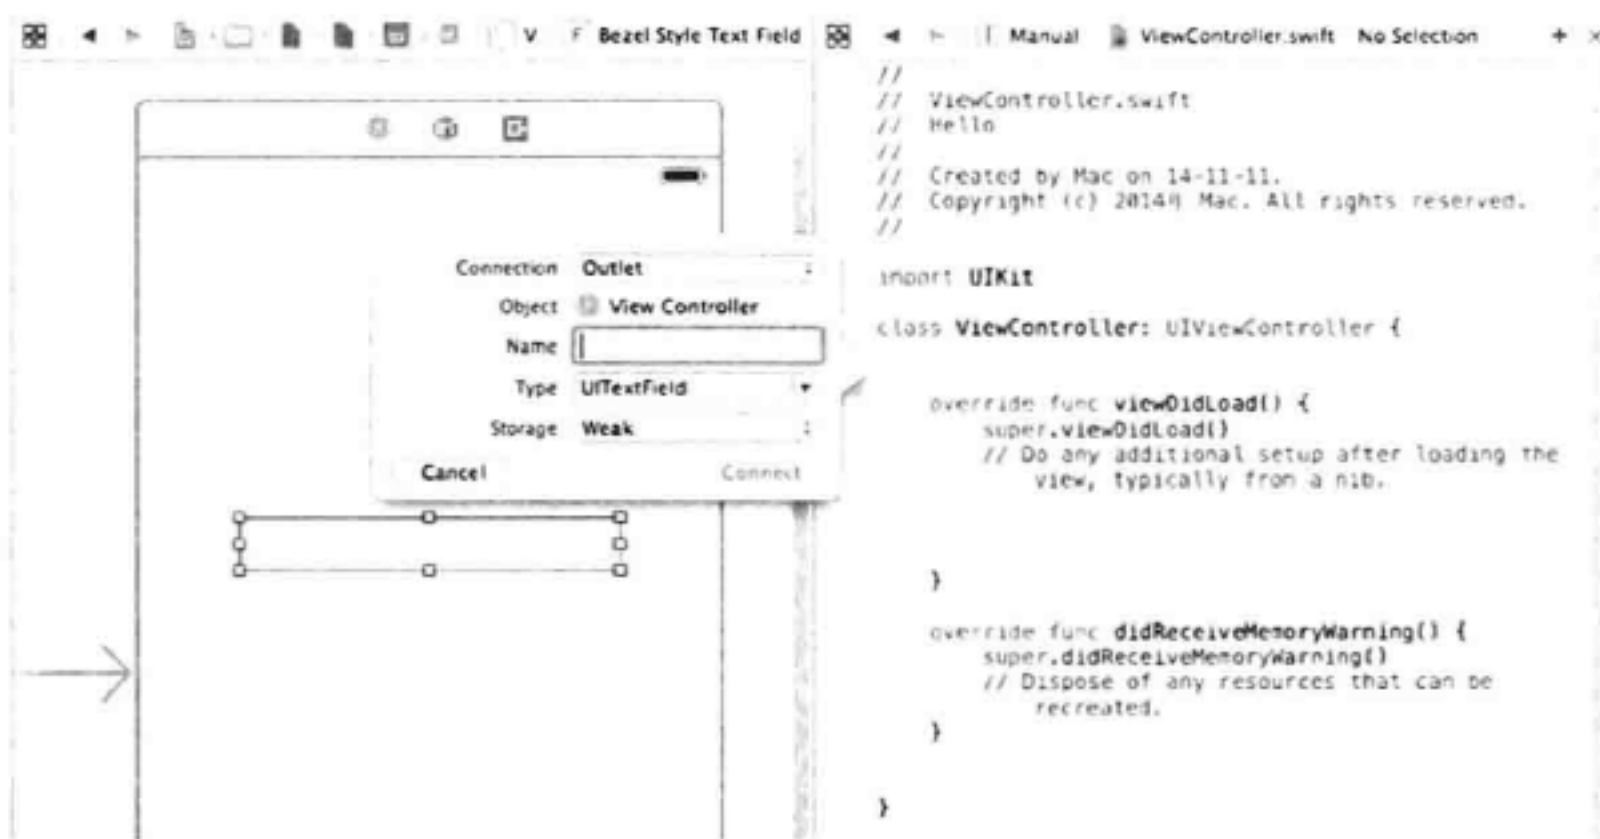 V
F Bezel Style Text Field
Connection Outlet
Object View Controller
Name
Type UITextField
Storage Weak
Cancel Connect
Manual ViewController.swift No Selection +
//
// ViewController.swift
// Hello
//
// Created by Mac on 14-11-11.
// Copyright (c) 2014年 Mac. All rights reserved.
//
import UIKit
class ViewController: UIViewController {
override func viewDidLoad() {
super.viewDidLoad()
// Do any additional setup after loading the
view, typically from a nib.
}
override func didReceiveMemoryWarning() {
super.didReceiveMemoryWarning()
// Dispose of any resources that can be
recreated.
}
}